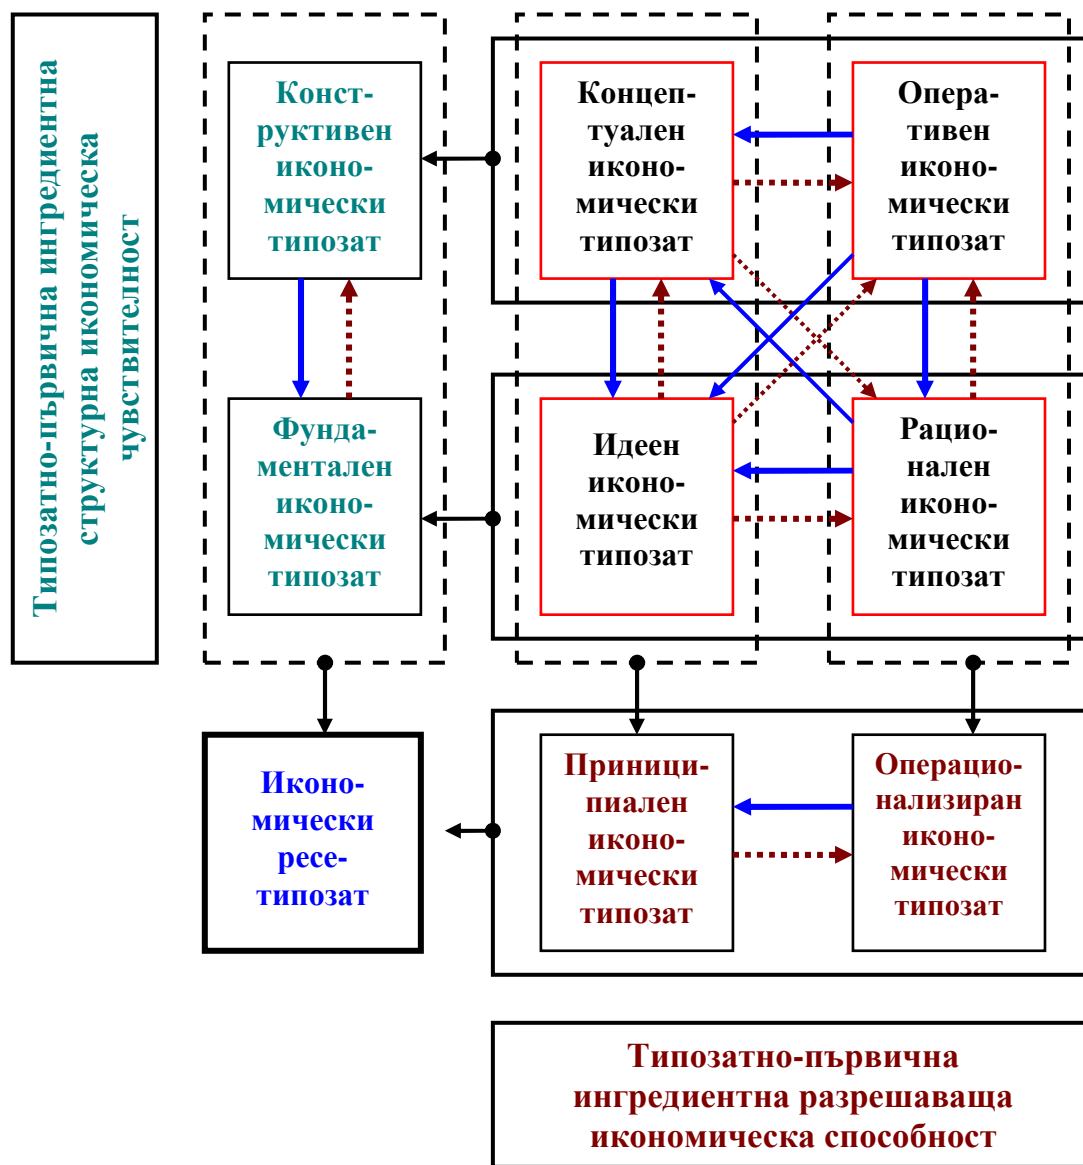 Типозатно-първична ингредиентна
структурна икономическа
чувствителност
Конст-
руктивен
иконо-
мически
типозат
Концеп-
туален
иконо-
мически
типозат
Опера-
тивен
иконо-
мически
типозат
Фунда-
ментален
иконо-
мически
типозат
Идеен
иконо-
мически
типозат
Рацио-
нален
иконо-
мически
типозат
Иконо-
мически
ресе-
типозат
Приници-
пиален
иконо-
мически
типозат
Операцио-
нализиран
иконо-
мически
типозат
Типозатно-първична
ингредиентна разрешаваща
икономическа способност